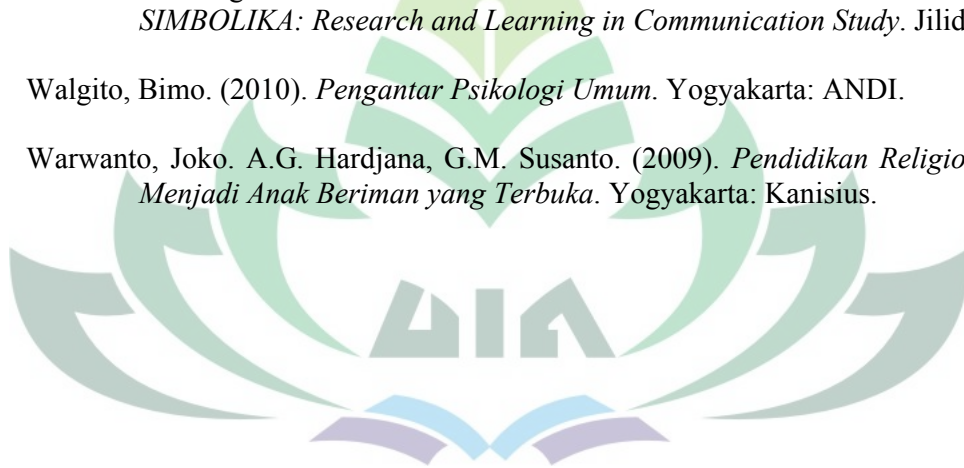 SIMBOLIKA: Research and Learning in Communication Study. Jilid
Walgito, Bimo. (2010). Pengantar Psikologi Umum. Yogyakarta: ANDI.
Warwanto, Joko. A.G. Hardjana, G.M. Susanto. (2009). Pendidikan Religio
Menjadi Anak Beriman yang Terbuka. Yogyakarta: Kanisius.
UIN